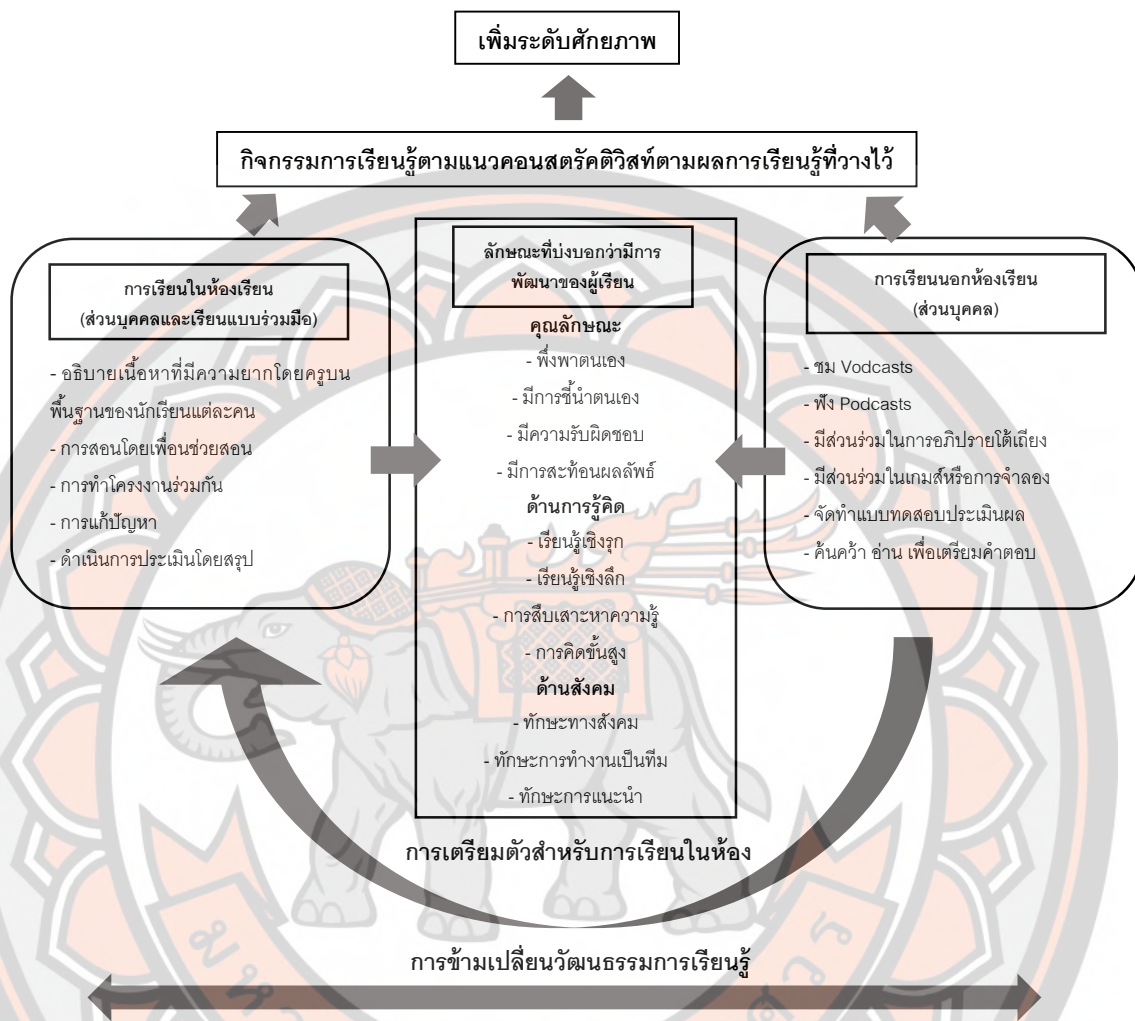 เพิ่มระดับศักยภาพ
กิจกรรมการเรียนรู้ตามแนวคอนสตรัคติวิสท์ตามผลการเรียนรู้ที่วางไว้
การเรียนในห้องเรียน
(ส่วนบุคคลและเรียนแบบร่วมมือ)
- อธิบายเนื้อหาที่มีความยากโดยครูบน
พื้นฐานของนักเรียนแต่ละคน
- การสอนโดยเพื่อนช่วยสอน
- การทำโครงงานร่วมกัน
- การแก้ปัญหา
- ดำเนินการประเมินโดยสรุป
ลักษณะที่บ่งบอกว่ามีการ
พัฒนาของผู้เรียน
คุณลักษณะ
- พึ่งพาตนเอง
- มีการชี้นำตนเอง
- มีความรับผิดชอบ
- มีการสะท้อนผลลัพธ์
ด้านการรู้คิด
- เรียนรู้เชิงรุก
- เรียนรู้เชิงลึก
- การสืบเสาะหาความรู้
- การคิดขั้นสูง
ด้านสังคม
- ทักษะทางสังคม
- ทักษะการทำงานเป็นทีม
- ทักษะการแนะนำ
การเรียนนอกห้องเรียน
(ส่วนบุคคล)
- ชม Vodcasts
- ฟัง Podcasts
- มีส่วนร่วมในการอภิปรายโต้เถียง
- มีส่วนร่วมในเกมส์หรือการจำลอง
- จัดทำแบบทดสอบประเมินผล
- ค้นคว้า อ่าน เพื่อเตรียมคำตอบ
การเตรียมตัวสำหรับการเรียนในห้อง
การข้ามเปลี่ยนวัฒนธรรมการเรียนรู้